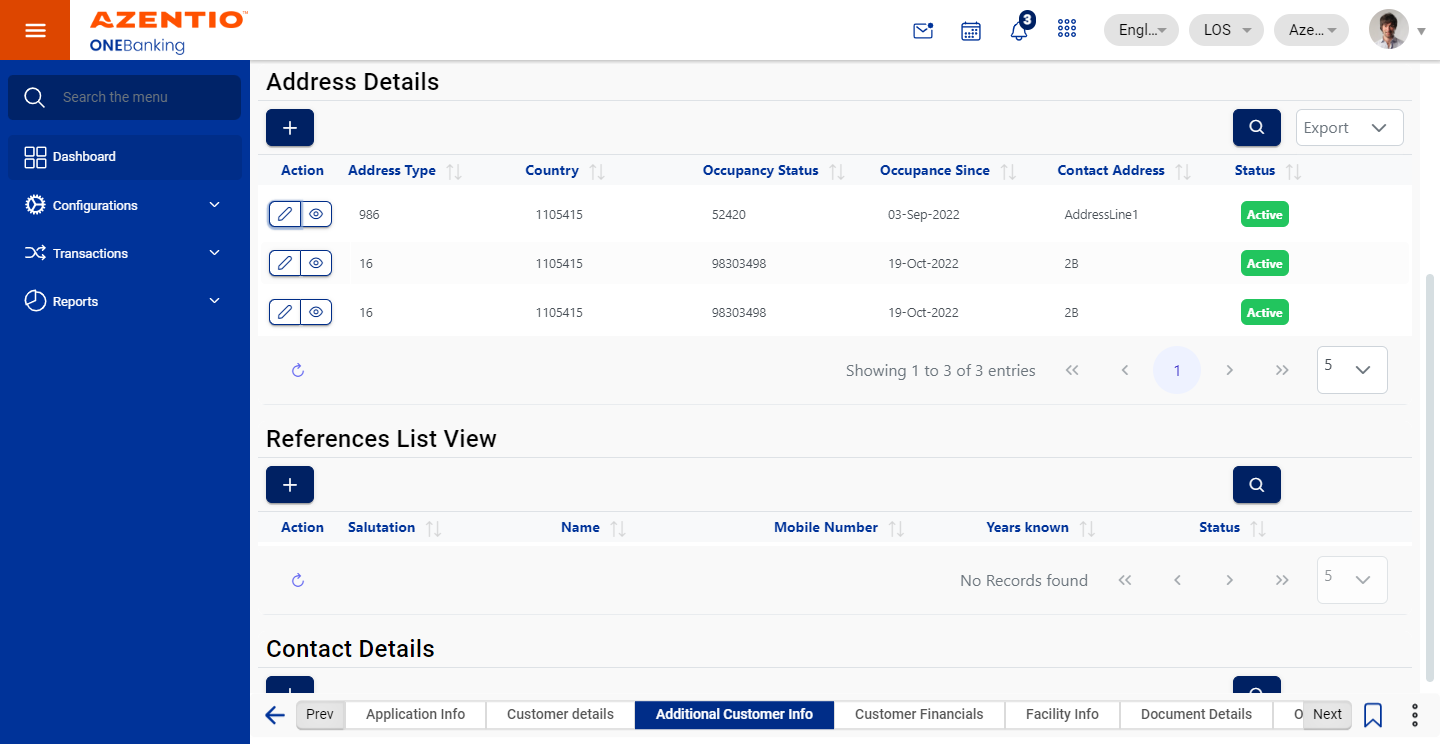 AZENTIO™
ONEBanking
3
Engl...
LOS
Aze...
Search the menu
Dashboard
Configurations
Transactions
Reports
Address Details
Export
Action Address Type Country Occupancy Status Occupance Since Contact Address Status
986 1105415 52420 03-Sep-2022 AddressLine1 Active
16 1105415 98303498 19-Oct-2022 2B Active
16 1105415 98303498 19-Oct-2022 2B Active
Showing 1 to 3 of 3 entries 1 5
References List View
Action Salutation Name Mobile Number Years known Status
No Records found 5
Contact Details
Prev Application Info Customer details Additional Customer Info Customer Financials Facility Info Document Details O Next